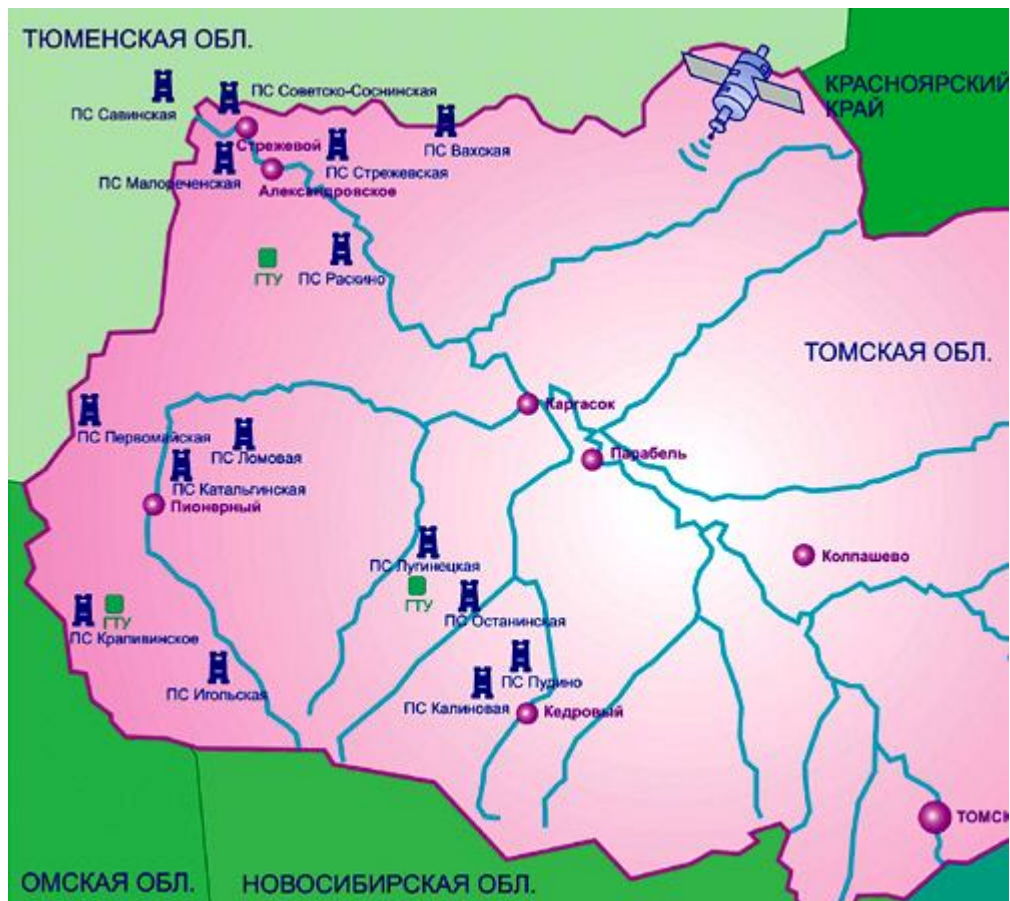 ТЮМЕНСКАЯ ОБЛ.
КРАСНОЯРСКИЙ
КРАЙ
ПС Советско-Соснинская
ПС Савинская
Стрежевой
ПС Вахская
ПС Стрежевская
ПС Малореченская
Александровское
ГТУ
ПС Раскино
ТОМСКАЯ ОБЛ.
Каргасок
ПС Первомайская
ПС Ломовая
Парабель
ПС Катальгинская
Пионерный
Колпашево
ПС Лугинецкая
ГТУ
ГТУ
ПС Останинская
ПС Крапивинское
ПС Игольская
ПС Пудино
ПС Калиновая
Кедровый
ТОМСК
ОМСКАЯ ОБЛ.
НОВОСИБИРСКАЯ ОБЛ.